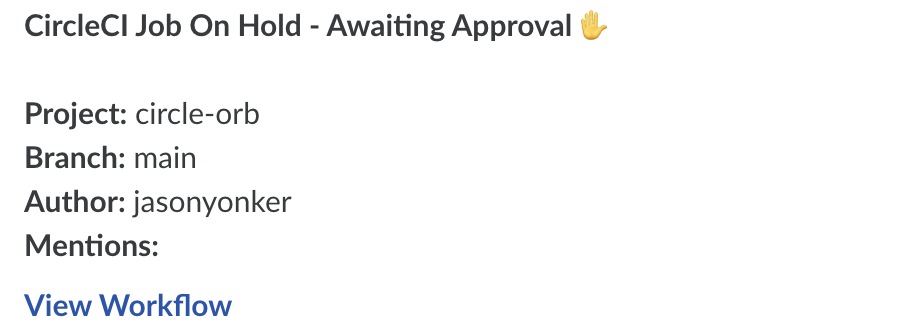 CircleCI Job On Hold - Awaiting Approval ✋
Project: circle-orb
Branch: main
Author: jasonyonker
Mentions:
View Workflow